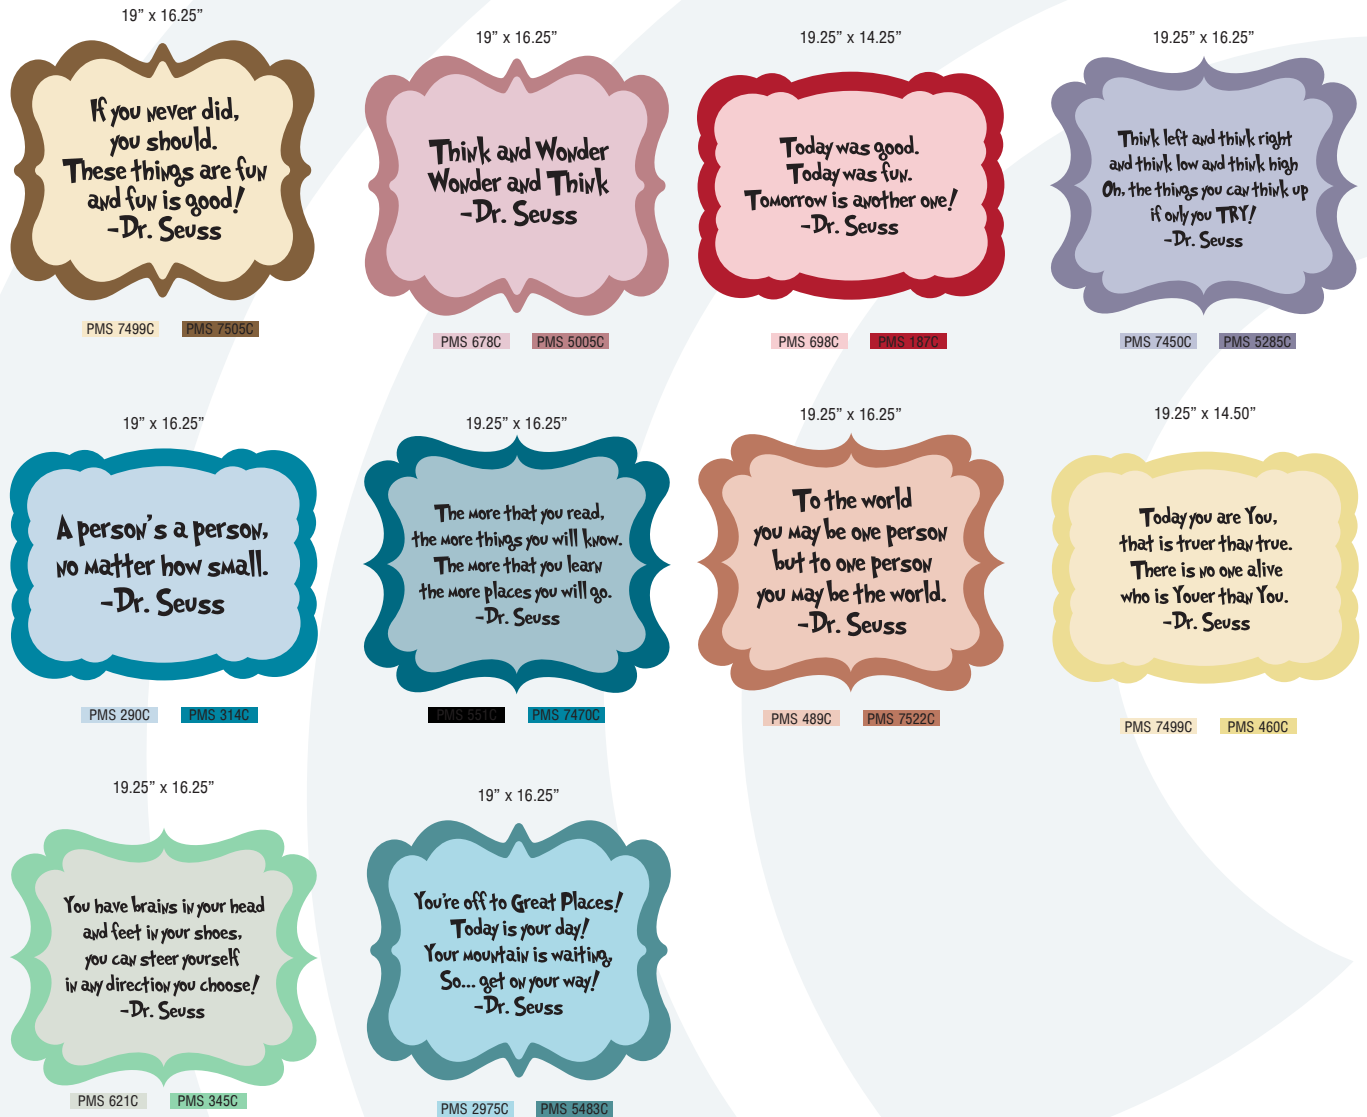 19” x 16.25”
If you never did,
you should.
These things are fun
and fun is good!
-Dr. Seuss
PMS 7499C PMS 7505C
19” x 16.25”
Think and Wonder
Wonder and Think
-Dr. Seuss
PMS 678C PMS 5005C
19.25” x 14.25”
Today was good.
Today was fun.
Tomorrow is another one!
-Dr. Seuss
PMS 698C PMS 187C
19.25” x 16.25”
Think left and think right
and think low and think high
Oh, the things you can think up
if only you TRY!
-Dr. Seuss
PMS 7450C PMS 5285C
19” x 16.25”
A person's a person,
no matter how small.
-Dr. Seuss
PMS 290C PMS 314C
19.25” x 16.25”
The more that you read,
the more things you will know.
The more that you learn
the more places you will go.
-Dr. Seuss
PMS 551C PMS 7470C
19.25” x 16.25”
To the world
you may be one person
but to one person
you may be the world.
-Dr. Seuss
PMS 489C PMS 7522C
19.25” x 14.50”
Today you are You,
that is truer than true.
There is no one alive
who is Youer than You.
-Dr. Seuss
PMS 7499C PMS 460C
19.25” x 16.25”
You have brains in your head
and feet in your shoes,
you can steer yourself
in any direction you choose!
-Dr. Seuss
PMS 621C PMS 345C
19” x 16.25”
You're off to Great Places!
Today is your day!
Your mountain is waiting,
So... get on your way!
-Dr. Seuss
PMS 2975C PMS 5483C